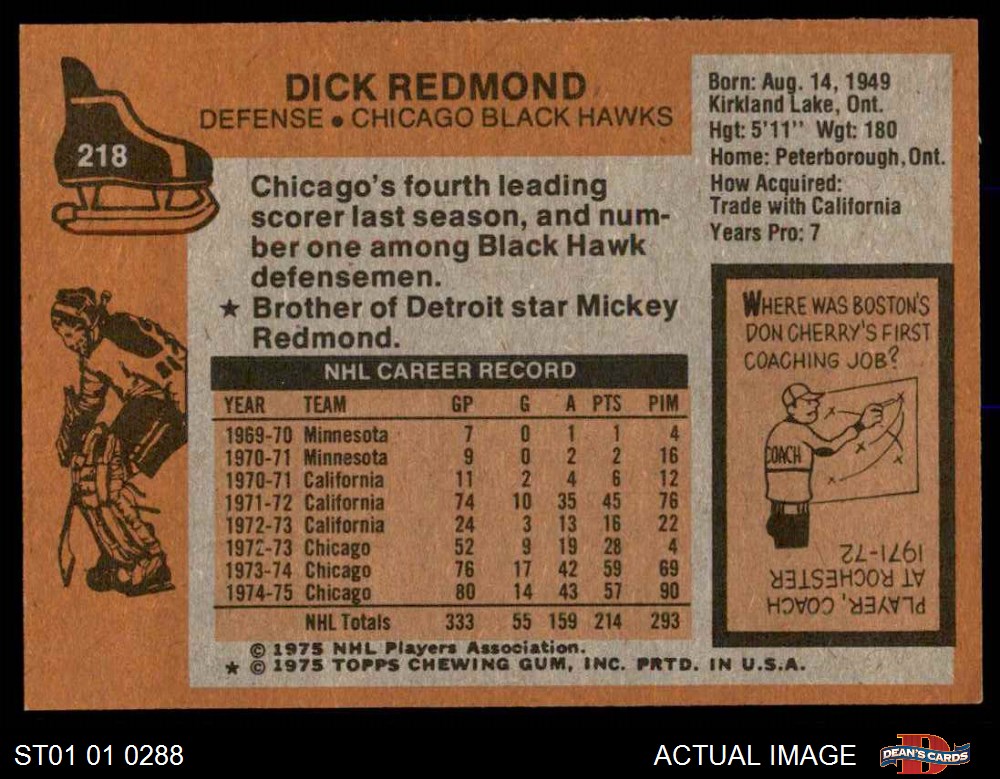 218
DICK REDMOND
DEFENSE • CHICAGO BLACK HAWKS
Chicago's fourth leading
scorer last season, and num-
ber one among Black Hawk
defensemen.
★ Brother of Detroit star Mickey
Redmond.
NHL CAREER RECORD
YEAR TEAM GP G A PTS PIM
1969-70 Minnesota 7 0 1 1 4
1970-71 Minnesota 9 0 2 2 16
1970-71 California 11 2 4 6 12
1971-72 California 74 10 35 45 76
1972-73 California 24 3 13 16 22
1972-73 Chicago 52 9 19 28 4
1973-74 Chicago 76 17 42 59 69
1974-75 Chicago 80 14 43 57 90
NHL Totals 333 55 159 214 293
© 1975 NHL Players Association.
★ © 1975 TOPPS CHEWING GUM, INC. PRTD. IN U.S.A.
Born: Aug. 14, 1949
Kirkland Lake, Ont.
Hgt: 5'11" Wgt: 180
Home: Peterborough, Ont.
How Acquired:
Trade with California
Years Pro: 7
WHERE WAS BOSTON'S
DON CHERRY'S FIRST
COACHING JOB?
COACH
PLAYER, COACH
AT ROCHESTER
1971-72
ST01 01 0288
ACTUAL IMAGE
DEAN'S CARDS